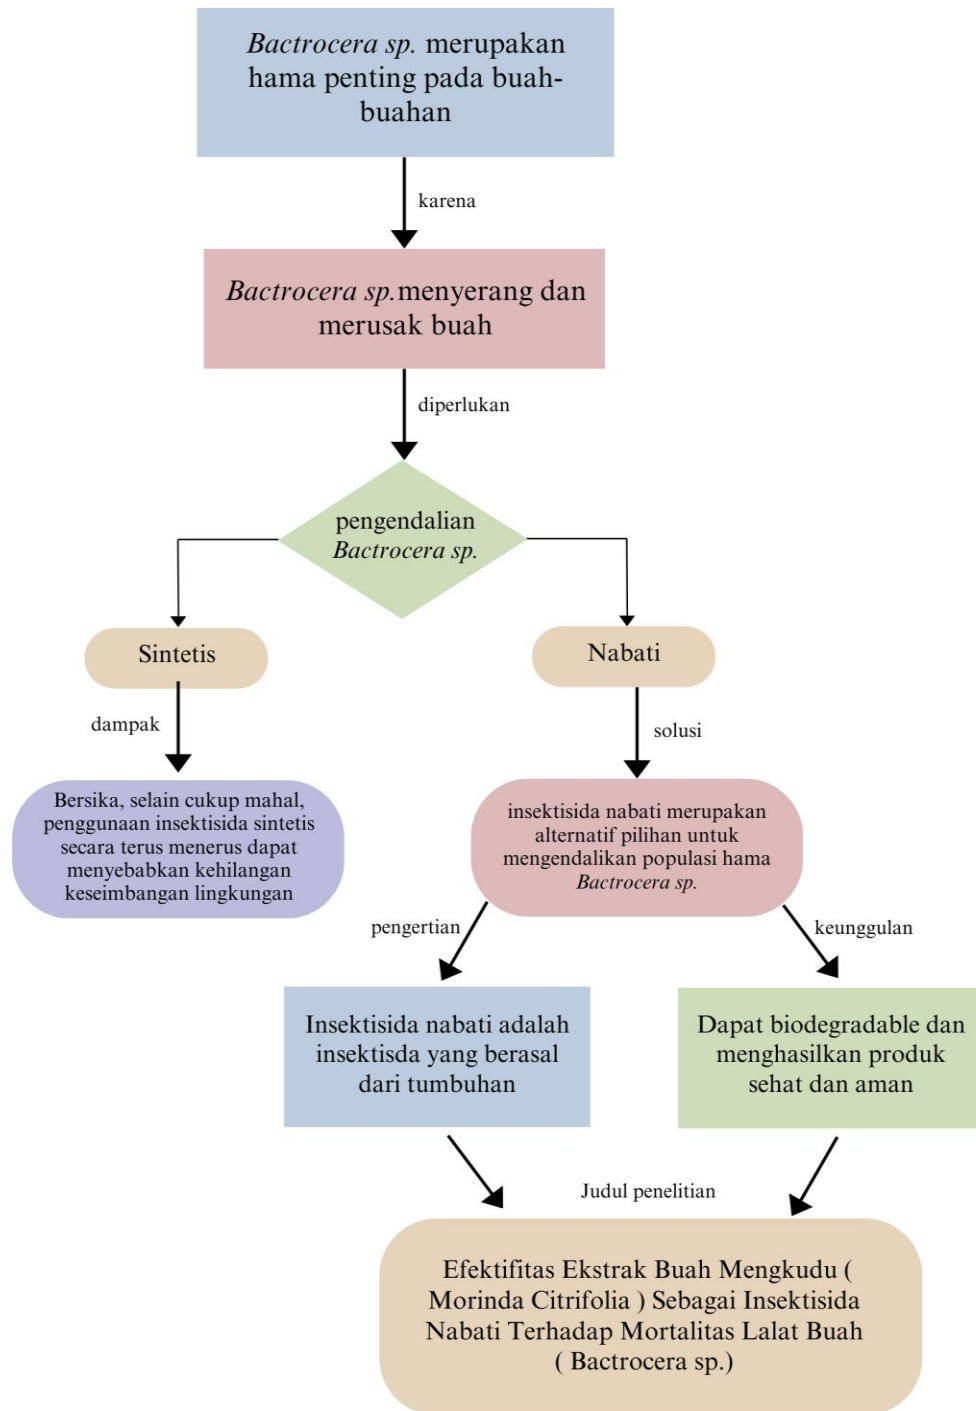 Bactrocera sp. merupakan
hama penting pada buah-
buahan
karena
Bactrocera sp.menyerang dan
merusak buah
diperlukan
pengendalian
Bactrocera sp.
Sintetis
Nabati
dampak
solusi
Bersika, selain cukup mahal,
penggunaan insektisida sintetis
secara terus menerus dapat
menyebabkan kehilangan
keseimbangan lingkungan
insektisida nabati merupakan
alternatif pilihan untuk
mengendalikan populasi hama
Bactrocera sp.
pengertian
keunggulan
Insektisida nabati adalah
insektisda yang berasal
dari tumbuhan
Dapat biodegradable dan
menghasilkan produk
sehat dan aman
Judul penelitian
Efektifitas Ekstrak Buah Mengkudu (
Morinda Citrifolia ) Sebagai Insektisida
Nabati Terhadap Mortalitas Lalat Buah
( Bactrocera sp.)